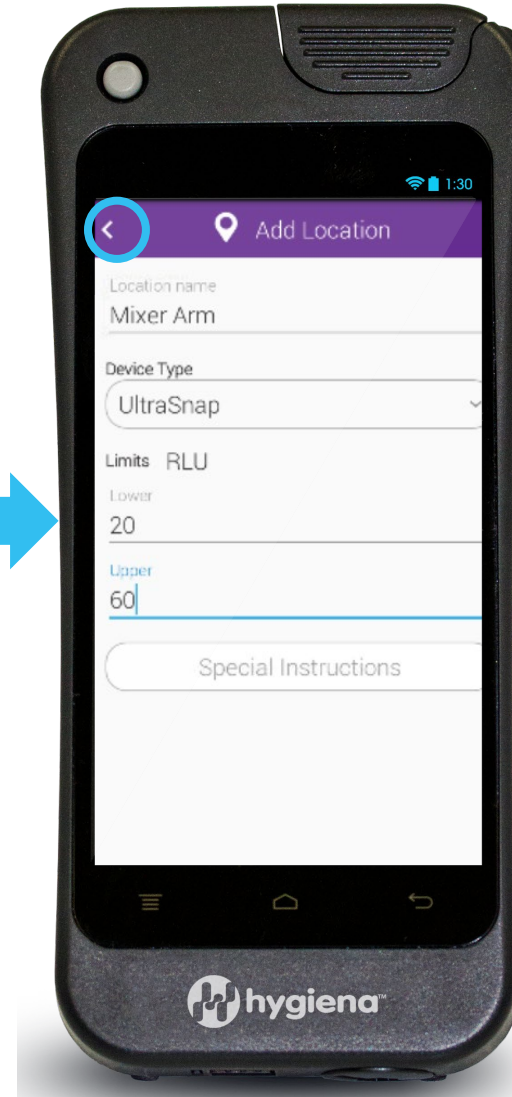 1:30
Add Location
Location name
Mixer Arm
Device Type
UltraSnap
Limits RLU
Lower
20
Upper
60
Special Instructions
hygiena™